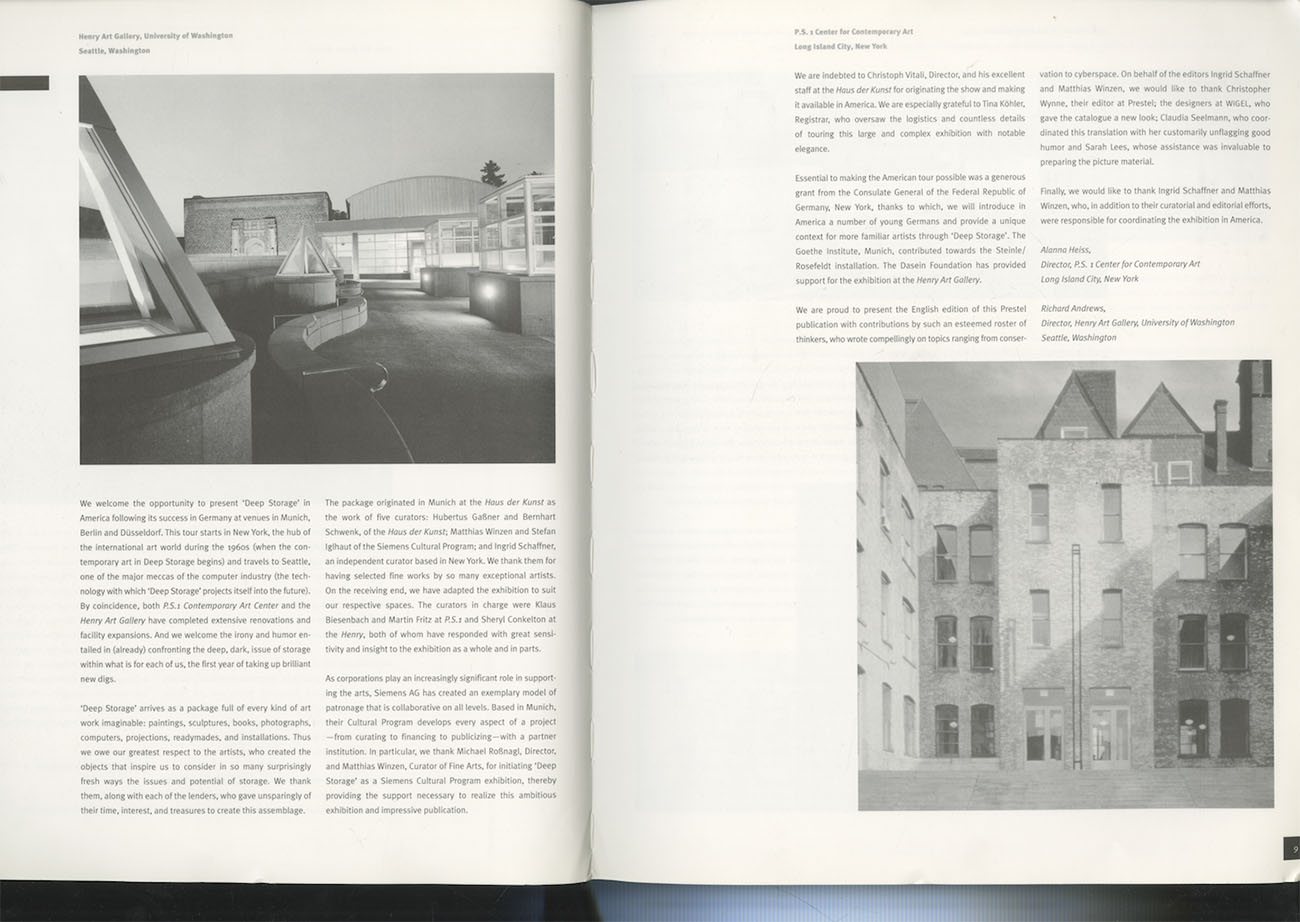 Henry Art Gallery, University of Washington
Seattle, Washington
We welcome the opportunity to present ‘Deep Storage’ in
America following its success in Germany at venues in Munich,
Berlin and Düsseldorf. This tour starts in New York, the hub of
the international art world during the 1960s (when the con-
temporary art in Deep Storage begins) and travels to Seattle,
one of the major meccas of the computer industry (the tech-
nology with which ‘Deep Storage’ projects itself into the future).
By coincidence, both P.S.1 Contemporary Art Center and the
Henry Art Gallery have completed extensive renovations and
facility expansions. And we welcome the irony and humor en-
tailed in (already) confronting the deep, dark, issue of storage
within what is for each of us, the first year of taking up brilliant
new digs.
‘Deep Storage’ arrives as a package full of every kind of art
work imaginable: paintings, sculptures, books, photographs,
computers, projections, readymades, and installations. Thus
we owe our greatest respect to the artists, who created the
objects that inspire us to consider in so many surprisingly
fresh ways the issues and potential of storage. We thank
them, along with each of the lenders, who gave unsparingly of
their time, interest, and treasures to create this assemblage.
The package originated in Munich at the Haus der Kunst as
the work of five curators: Hubertus Gaßner and Bernhart
Schwenk, of the Haus der Kunst; Matthias Winzen and Stefan
Iglhaut of the Siemens Cultural Program; and Ingrid Schaffner,
an independent curator based in New York. We thank them for
having selected fine works by so many exceptional artists.
On the receiving end, we have adapted the exhibition to suit
our respective spaces. The curators in charge were Klaus
Biesenbach and Martin Fritz at P.S.1 and Sheryl Conkelton at
the Henry, both of whom have responded with great sensi-
tivity and insight to the exhibition as a whole and in parts.
As corporations play an increasingly significant role in support-
ing the arts, Siemens AG has created an exemplary model of
patronage that is collaborative on all levels. Based in Munich,
their Cultural Program develops every aspect of a project
—from curating to financing to publicizing—with a partner
institution. In particular, we thank Michael Roßnagl, Director,
and Matthias Winzen, Curator of Fine Arts, for initiating ‘Deep
Storage’ as a Siemens Cultural Program exhibition, thereby
providing the support necessary to realize this ambitious
exhibition and impressive publication.
P.S. 1 Center for Contemporary Art
Long Island City, New York
We are indebted to Christoph Vitali, Director, and his excellent
staff at the Haus der Kunst for originating the show and making
it available in America. We are especially grateful to Tina Köhler,
Registrar, who oversaw the logistics and countless details
of touring this large and complex exhibition with notable
elegance.
Essential to making the American tour possible was a generous
grant from the Consulate General of the Federal Republic of
Germany, New York, thanks to which, we will introduce in
America a number of young Germans and provide a unique
context for more familiar artists through ‘Deep Storage’. The
Goethe Institute, Munich, contributed towards the Steinle/
Rosefeldt installation. The Dasein Foundation has provided
support for the exhibition at the Henry Art Gallery.
We are proud to present the English edition of this Prestel
publication with contributions by such an esteemed roster of
thinkers, who wrote compellingly on topics ranging from conser-
vation to cyberspace. On behalf of the editors Ingrid Schaffner
and Matthias Winzen, we would like to thank Christopher
Wynne, their editor at Prestel; the designers at WIGEL, who
gave the catalogue a new look; Claudia Seelmann, who coor-
dinated this translation with her customarily unflagging good
humor and Sarah Lees, whose assistance was invaluable to
preparing the picture material.
Finally, we would like to thank Ingrid Schaffner and Matthias
Winzen, who, in addition to their curatorial and editorial efforts,
were responsible for coordinating the exhibition in America.
Alanna Heiss,
Director, P.S. 1 Center for Contemporary Art
Long Island City, New York
Richard Andrews,
Director, Henry Art Gallery, University of Washington
Seattle, Washington
9